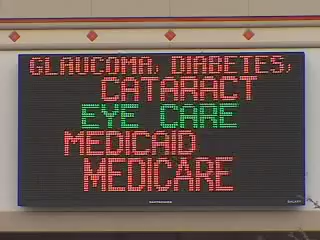 GLAUCOMA, DIABETES,
CATARACT
EYE CARE
MEDICAID
MEDICARE